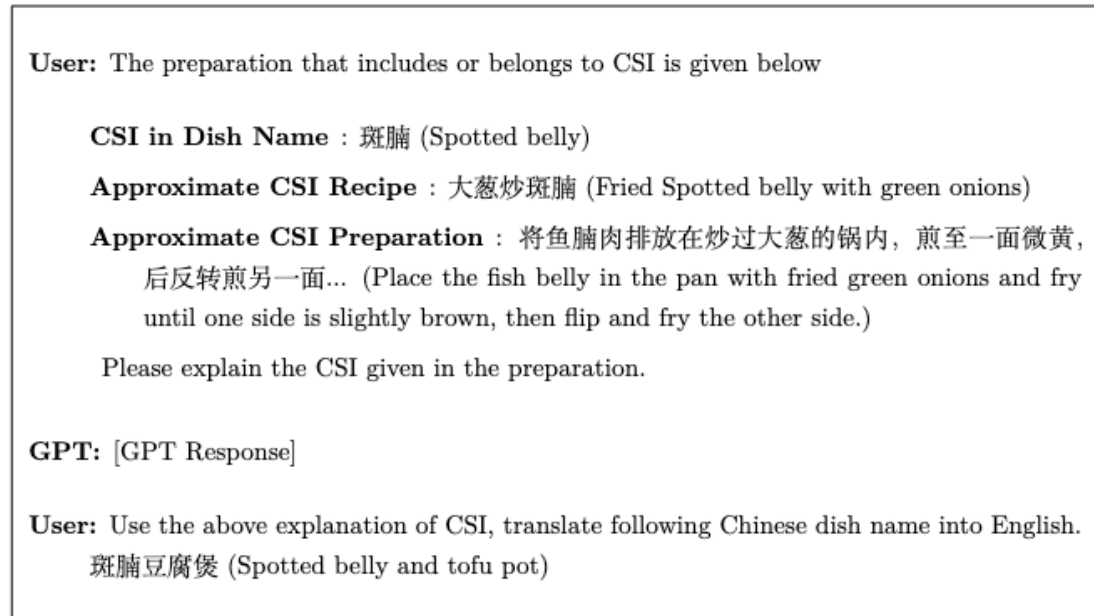 User: The preparation that includes or belongs to CSI is given below
CSI in Dish Name : 斑腩 (Spotted belly)
Approximate CSI Recipe : 大葱炒斑腩 (Fried Spotted belly with green onions)
Approximate CSI Preparation : 将鱼腩肉排放在炒过大葱的锅内，煎至一面微黄，
后反转煎另一面... (Place the fish belly in the pan with fried green onions and fry
until one side is slightly brown, then flip and fry the other side.)
Please explain the CSI given in the preparation.
GPT: [GPT Response]
User: Use the above explanation of CSI, translate following Chinese dish name into English.
斑腩豆腐煲 (Spotted belly and tofu pot)